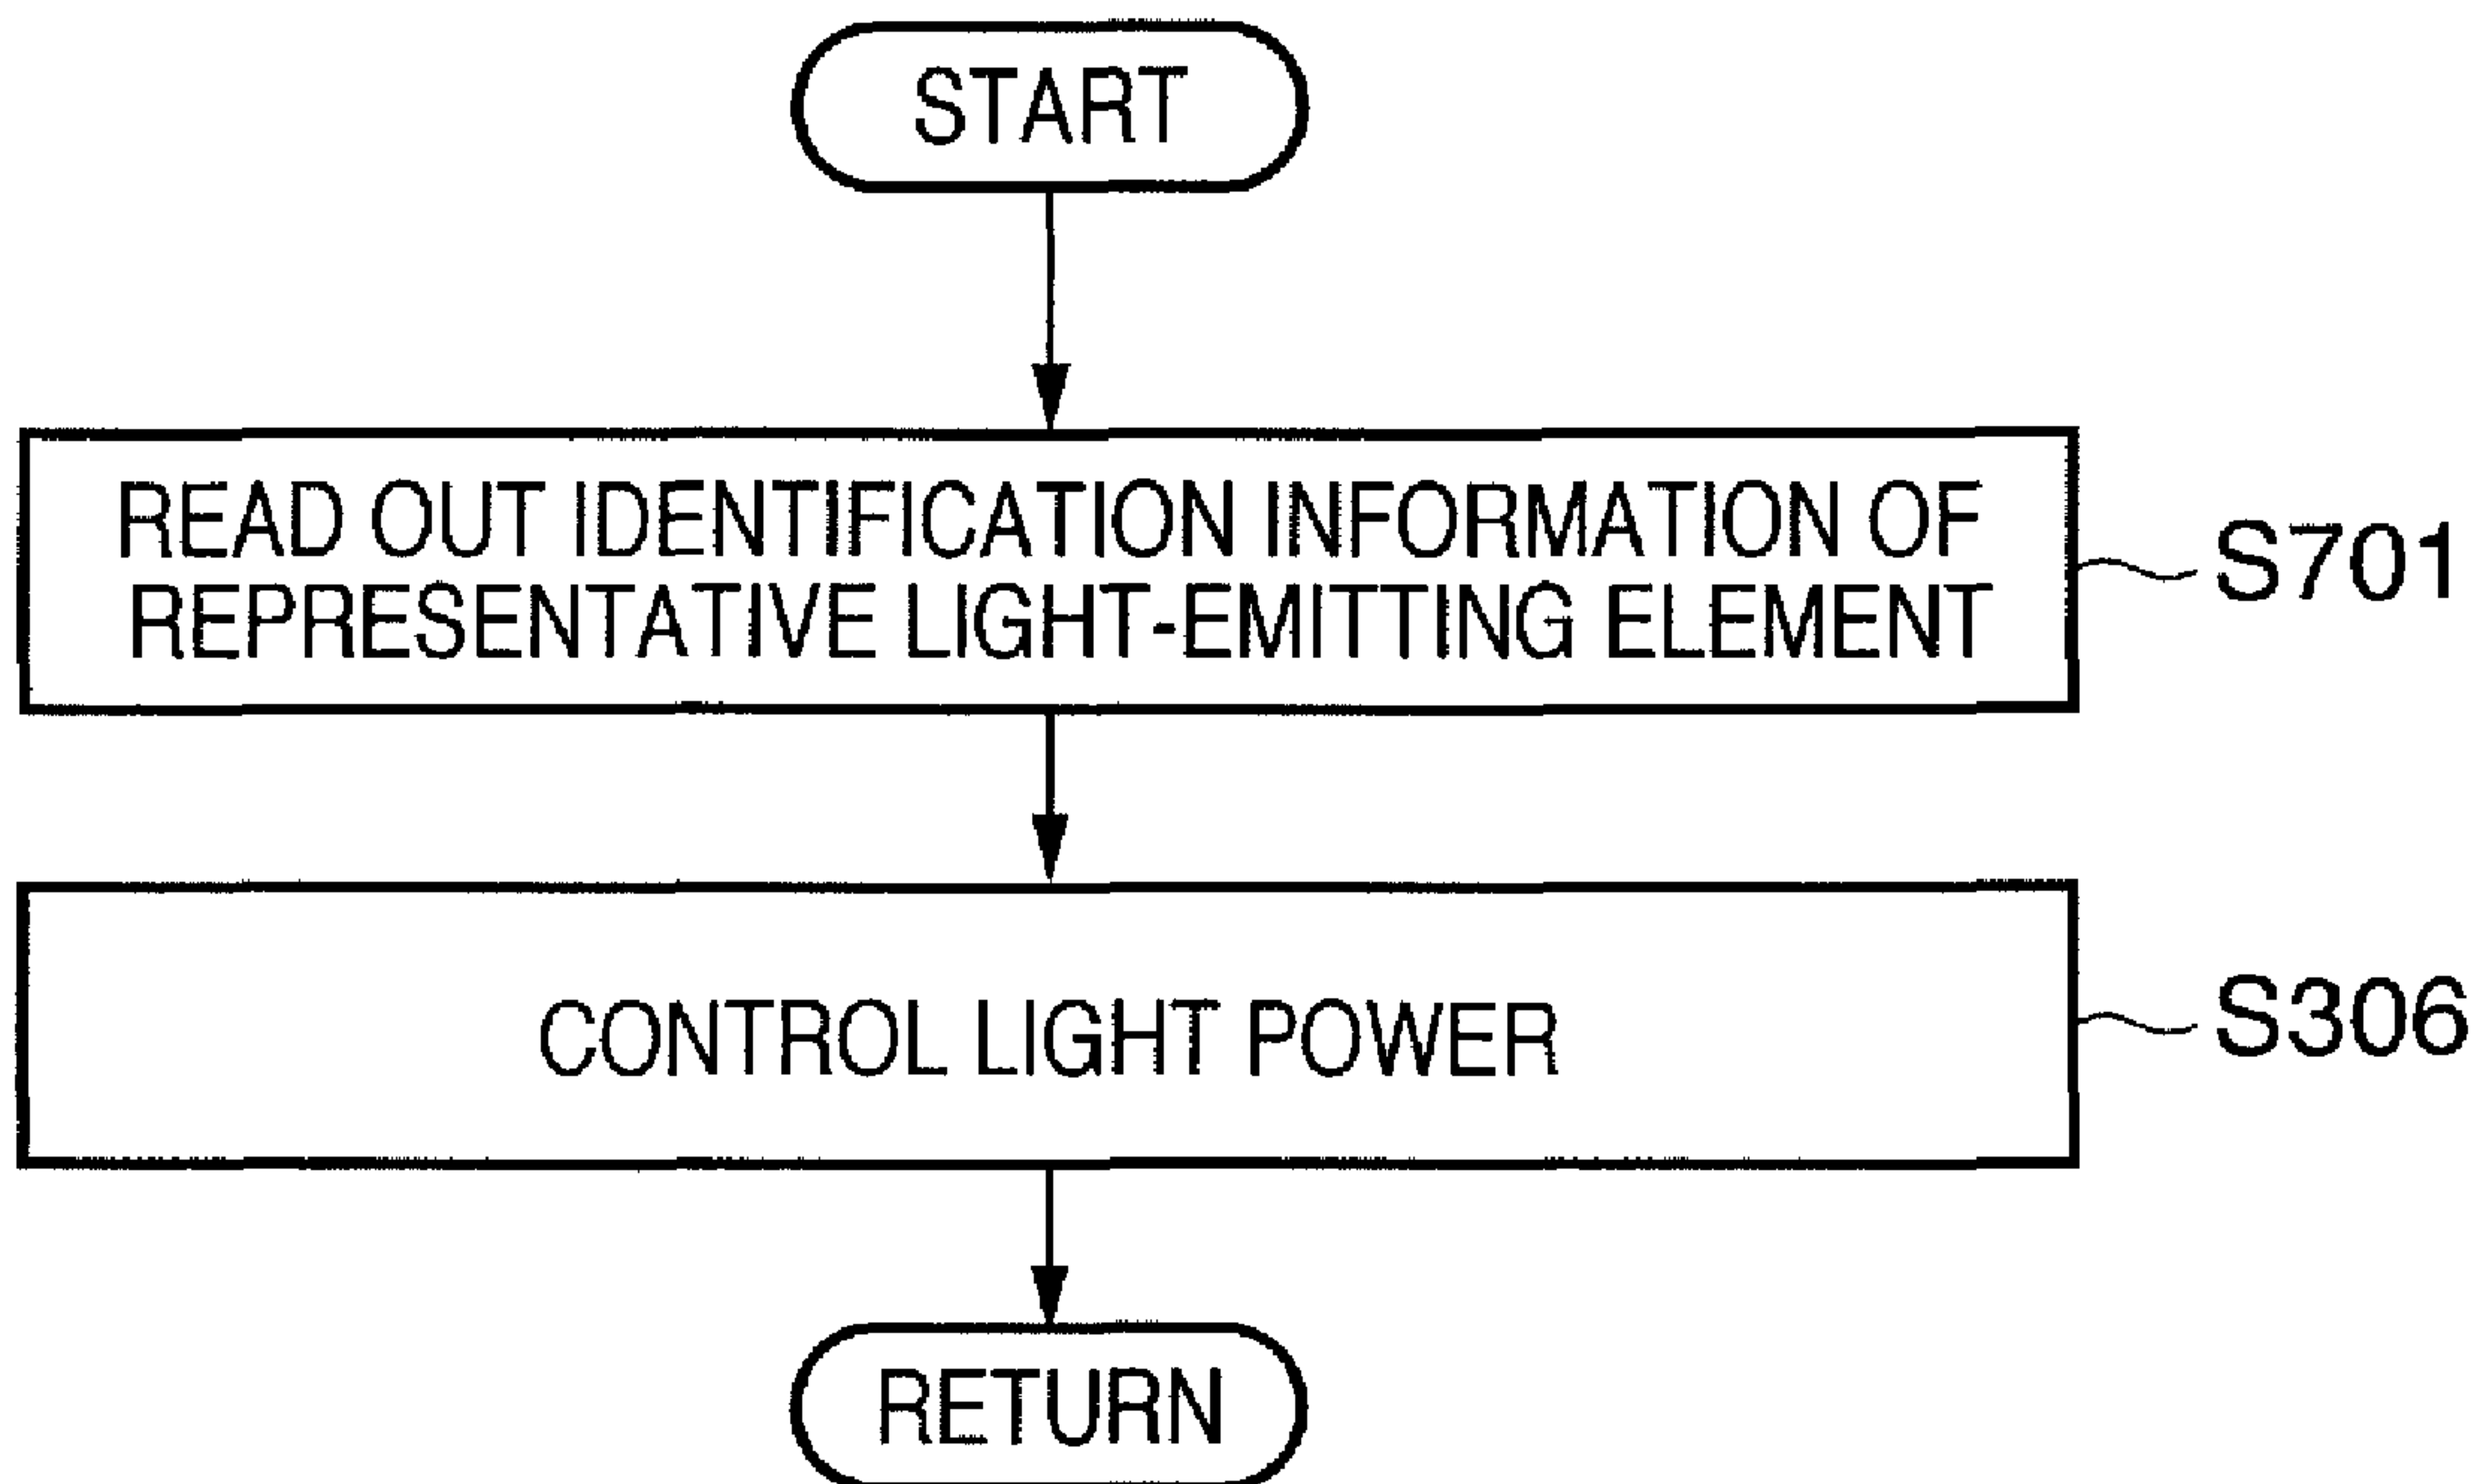 START
READ OUT IDENTIFICATION INFORMATION OF
REPRESENTATIVE LIGHT-EMITTING ELEMENT
S701
CONTROL LIGHT POWER
S306
RETURN